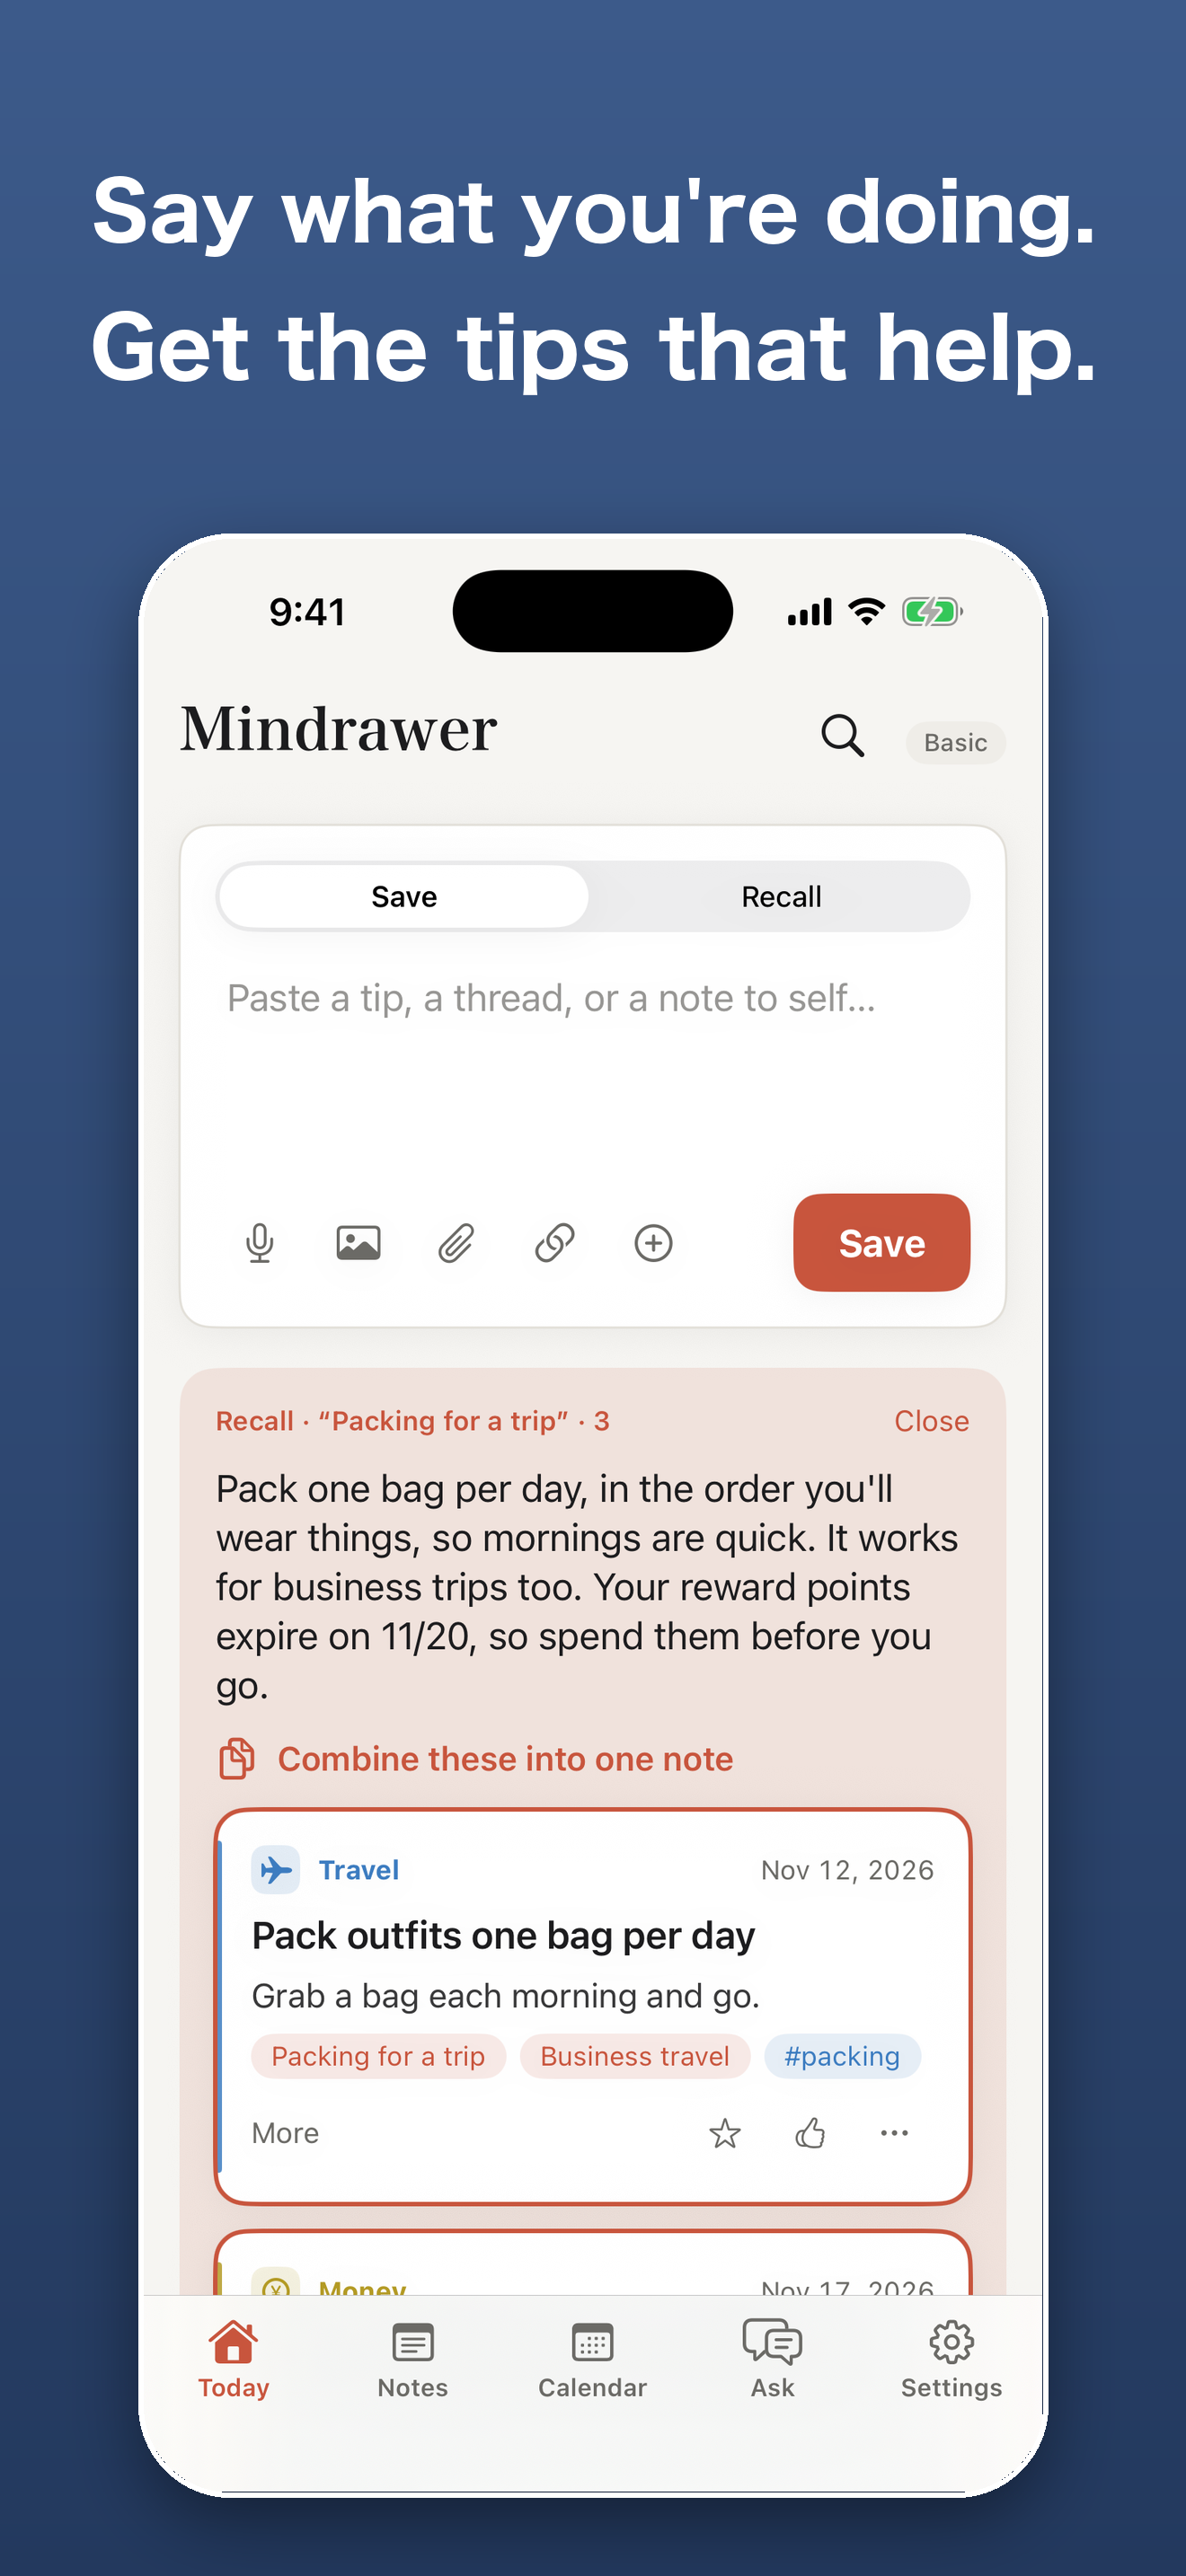 Say what you're doing.
Get the tips that help.
9:41
Mindrawer
Basic
Save
Recall
Paste a tip, a thread, or a note to self...
Save
Recall · “Packing for a trip” · 3
Close
Pack one bag per day, in the order you'll
wear things, so mornings are quick. It works
for business trips too. Your reward points
expire on 11/20, so spend them before you
go.
Combine these into one note
Travel
Nov 12, 2026
Pack outfits one bag per day
Grab a bag each morning and go.
Packing for a trip
Business travel
#packing
More
Money
Nov 17, 2026
Today
Notes
Calendar
Ask
Settings